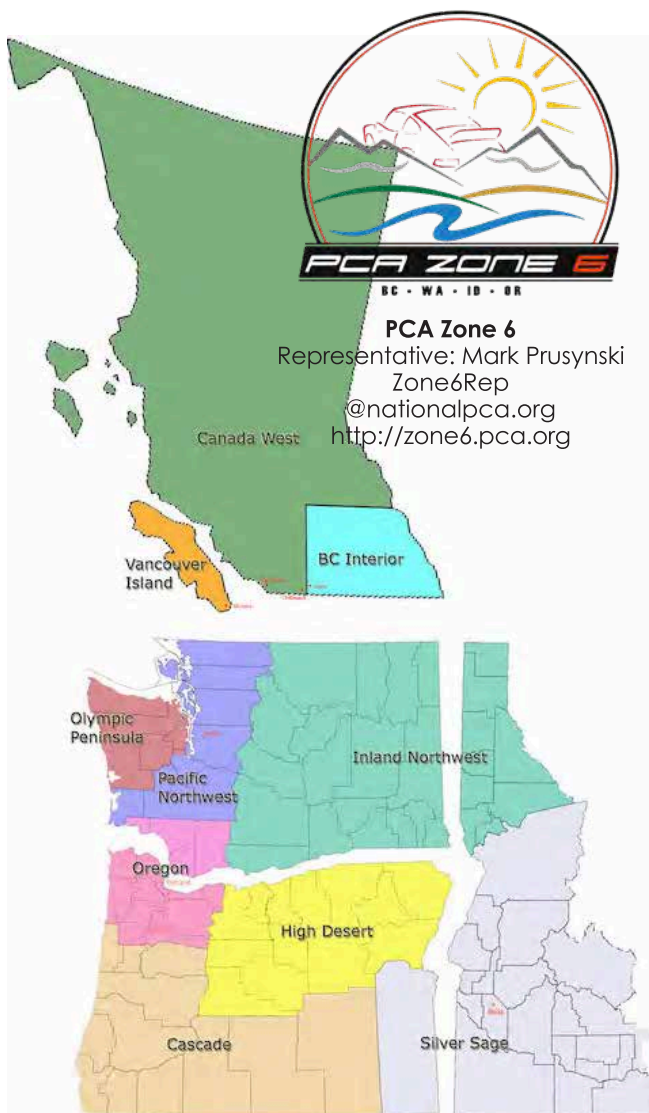 PCA ZONE 6
BC - WA - ID - OR
PCA Zone 6
Representative: Mark Prusynski
Zone6Rep
@nationalpca.org
http://zone6.pca.org
Canada West
BC Interior
Vancouver
Island
Olympic
Peninsula
Pacific
Northwest
Inland Northwest
Oregon
High Desert
Cascade
Silver Sage